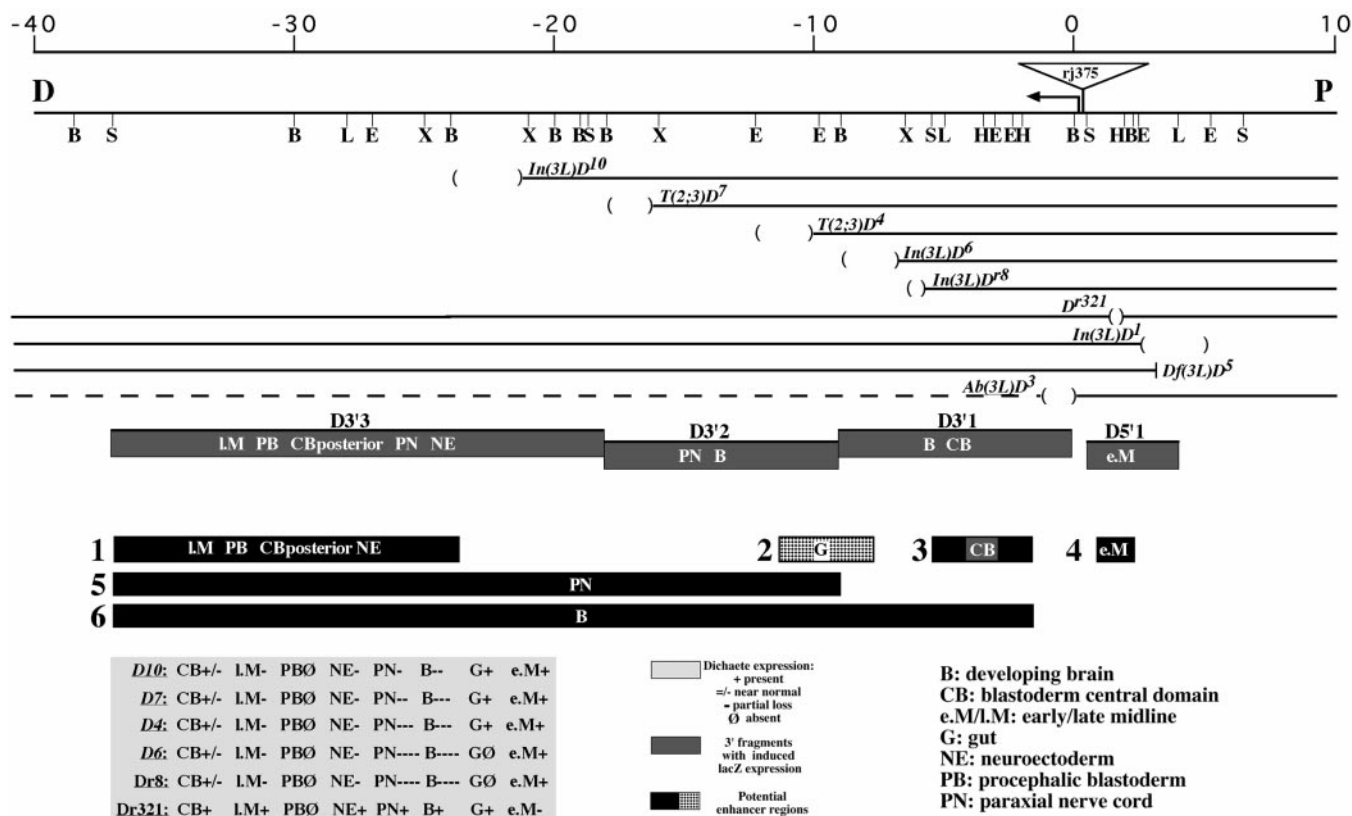 -40 -30 -20 -10 0 10
rj375
D P
B S B L E X B X B BS B X E E B X SL HEEH BS HBE L E S
( ) In(3L)D10
( ) T(2;3)D7
( ) T(2;3)D4
( ) In(3L)D6
( ) In(3L)Dr8
Dr321 ( )
In(3L)D1 ( )
Df(3L)D5
Ab(3L)D3 ( )
D3'3 D3'2 D3'1 D5'1
l.M PB CBposterior PN NE
PN B
B CB
e.M
1 l.M PB CBposterior NE 2 G 3 CB 4 e.M
5 PN
6 B
D10: CB+/- l.M- PBØ NE- PN- B-- G+ e.M+
D7: CB+/- l.M- PBØ NE- PN-- B--- G+ e.M+
D4: CB+/- l.M- PBØ NE- PN--- B--- G+ e.M+
D6: CB+/- l.M- PBØ NE- PN---- B---- GØ e.M+
Dr8: CB+/- l.M- PBØ NE- PN---- B---- GØ e.M+
Dr321: CB+ l.M+ PBØ NE+ PN+ B+ G+ e.M-
Dichaete expression:
+ present
=/- near normal
- partial loss
Ø absent
3' fragments
with induced
lacZ expression
Potential
enhancer regions
B: developing brain
CB: blastoderm central domain
e.M/l.M: early/late midline
G: gut
NE: neuroectoderm
PB: procephalic blastoderm
PN: paraxial nerve cord